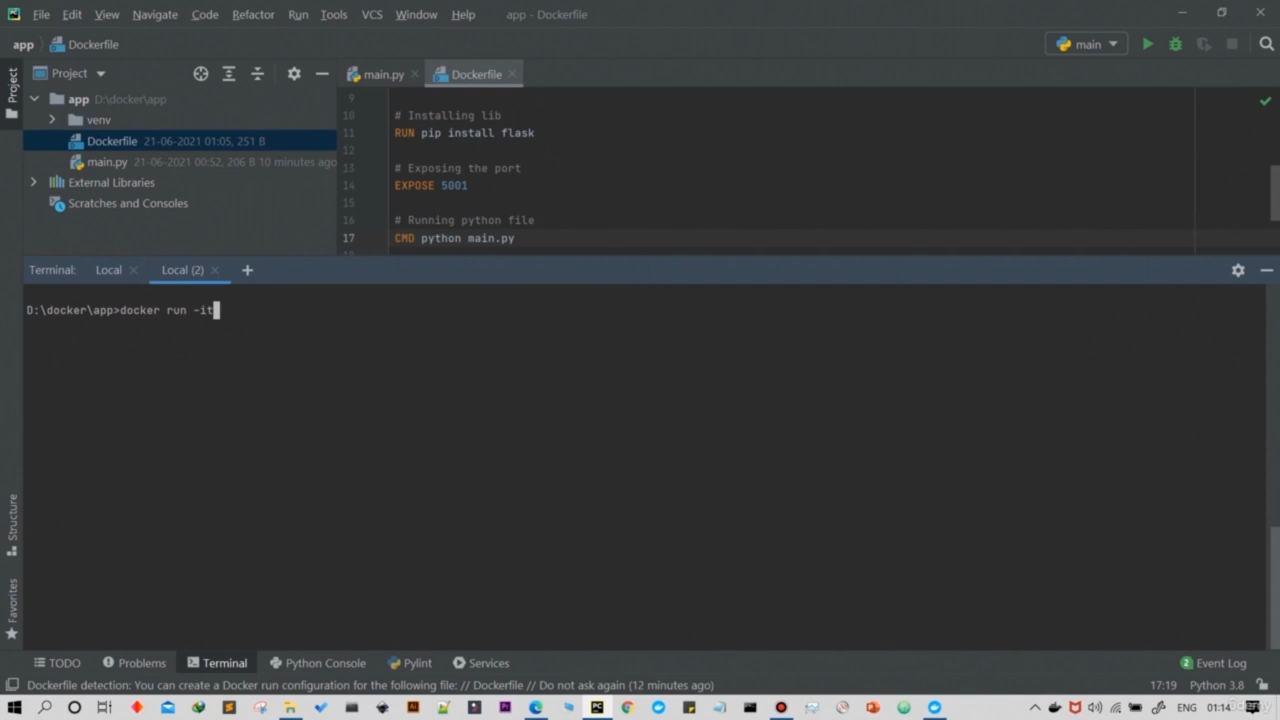 File Edit View Navigate Code Refactor Run Tools VCS Window Help app - Dockerfile
app Dockerfile main
Project Project main.py Dockerfile
app D:\docker\app
venv
Dockerfile 21-06-2021 01:05, 251 B
main.py 21-06-2021 00:52, 206 B 10 minutes ago
External Libraries
Scratches and Consoles
9
10 # Installing lib
11 RUN pip install flask
12
13 # Exposing the port
14 EXPOSE 5001
15
16 # Running python file
17 CMD python main.py
18
Terminal: Local Local (2)
D:\docker\app>docker run -it
Structure
Favorites
TODO Problems Terminal Python Console Pylint Services 2 Event Log
Dockerfile detection: You can create a Docker run configuration for the following file: // Dockerfile // Do not ask again (12 minutes ago) 17:19 Python 3.8
ENG 01:14